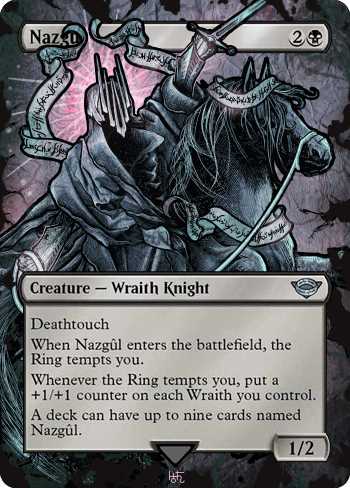 Nazgûl 2
Creature — Wraith Knight
Deathtouch
When Nazgûl enters the battlefield, the
Ring tempts you.
Whenever the Ring tempts you, put a
+1/+1 counter on each Wraith you control.
A deck can have up to nine cards named
Nazgûl.
1/2